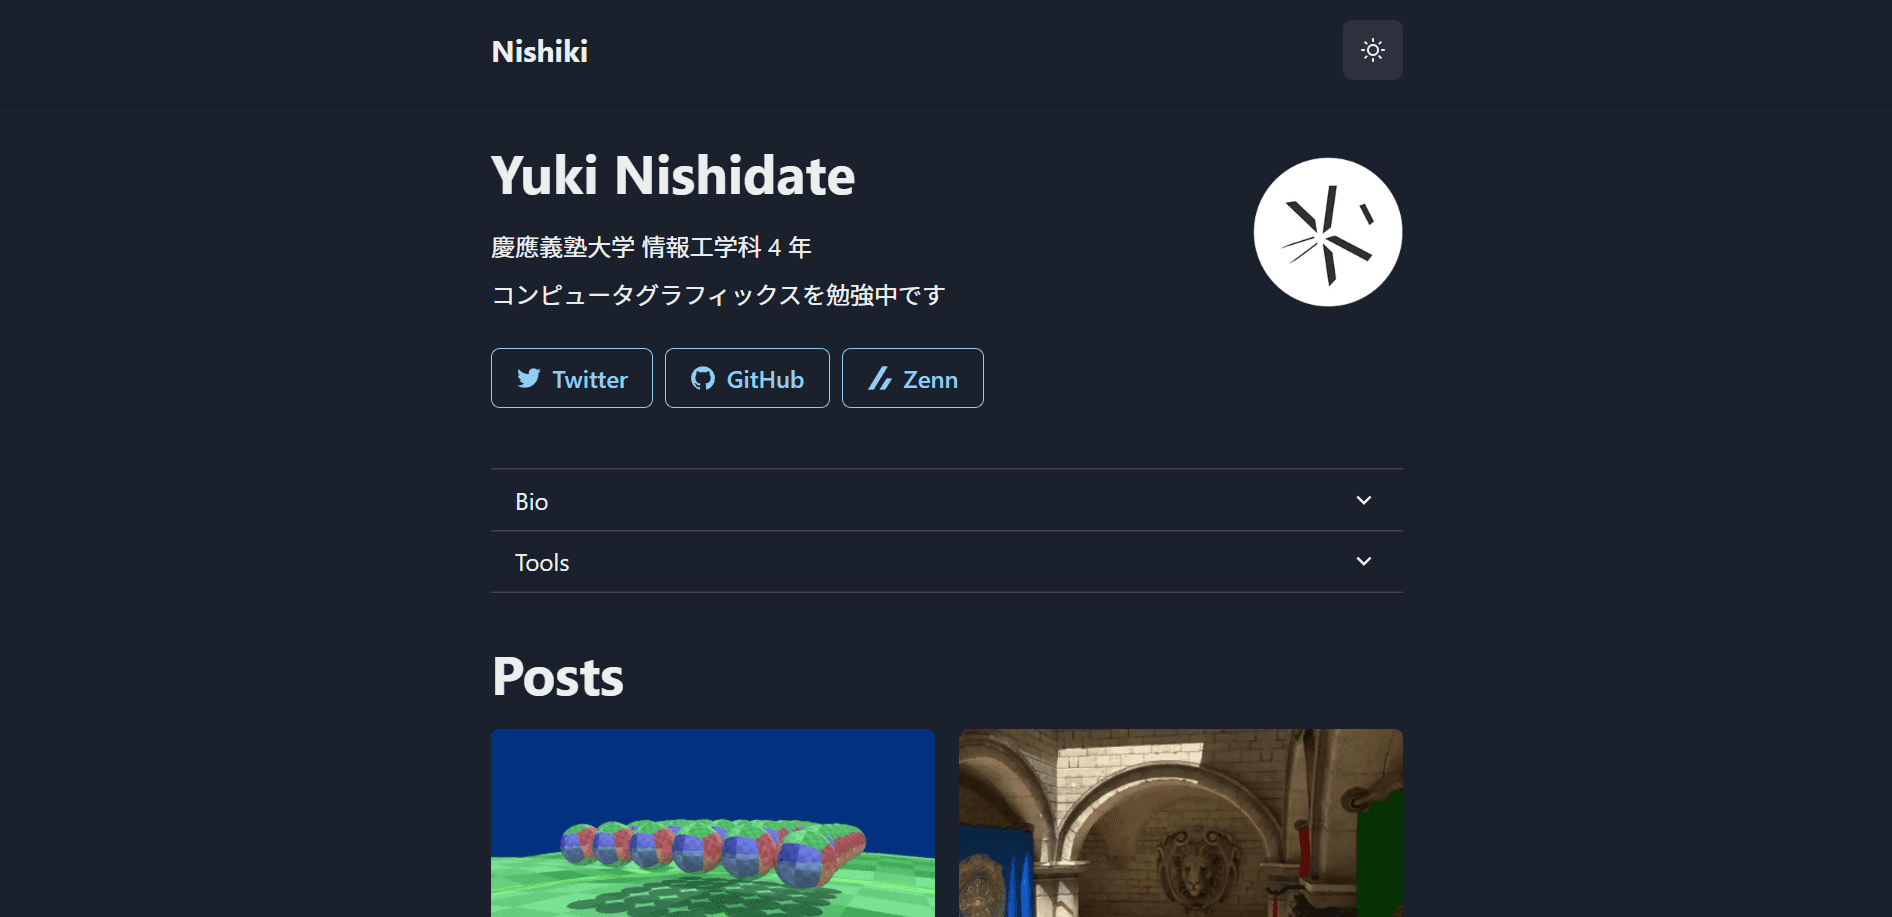 Nishiki
Yuki Nishidate
慶應義塾大学 情報工学科 4 年
コンピュータグラフィックスを勉強中です
Twitter
GitHub
Zenn
Bio
Tools
Posts